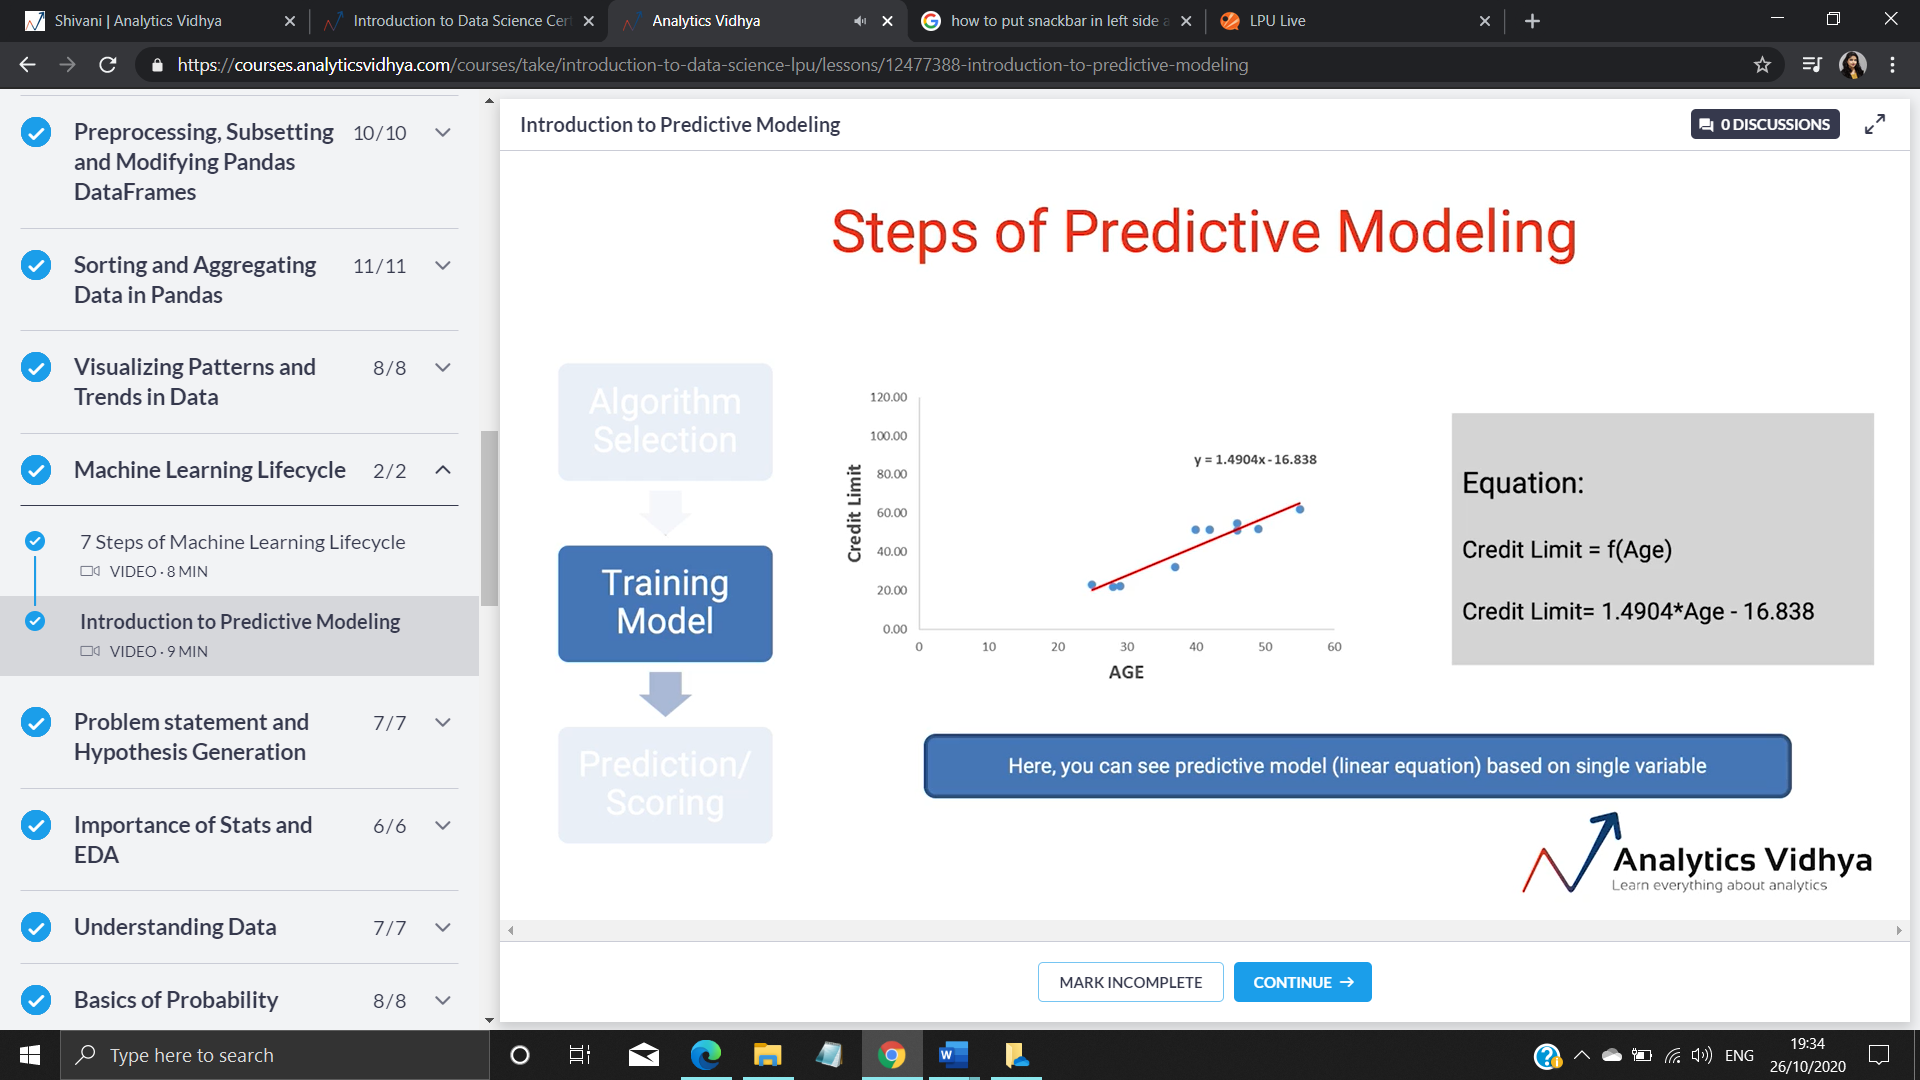 Shivani | Analytics Vidhya
Introduction to Data Science Cert
Analytics Vidhya
how to put snackbar in left side a
LPU Live
https://courses.analyticsvidhya.com/courses/take/introduction-to-data-science-lpu/lessons/12477388-introduction-to-predictive-modeling
Preprocessing, Subsetting 10/10
and Modifying Pandas
DataFrames
Sorting and Aggregating 11/11
Data in Pandas
Visualizing Patterns and 8/8
Trends in Data
Machine Learning Lifecycle 2/2
7 Steps of Machine Learning Lifecycle
VIDEO · 8 MIN
Introduction to Predictive Modeling
VIDEO · 9 MIN
Problem statement and 7/7
Hypothesis Generation
Importance of Stats and 6/6
EDA
Understanding Data 7/7
Basics of Probability 8/8
Introduction to Predictive Modeling
0 DISCUSSIONS
Steps of Predictive Modeling
Algorithm
Selection
Training
Model
Prediction/
Scoring
120.00
100.00
80.00
60.00
40.00
20.00
0.00
Credit Limit
y = 1.4904x - 16.838
0 10 20 30 40 50 60
AGE
Equation:
Credit Limit = f(Age)
Credit Limit= 1.4904*Age - 16.838
Here, you can see predictive model (linear equation) based on single variable
Analytics Vidhya
Learn everything about analytics
MARK INCOMPLETE
CONTINUE →
Type here to search
ENG
19:34
26/10/2020